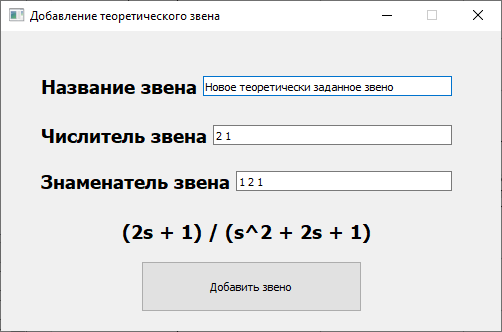 Добавление теоретического звена
Название звена Новое теоретически заданное звено
Числитель звена 2 1
Знаменатель звена 1 2 1
(2s + 1) / (s^2 + 2s + 1)
Добавить звено